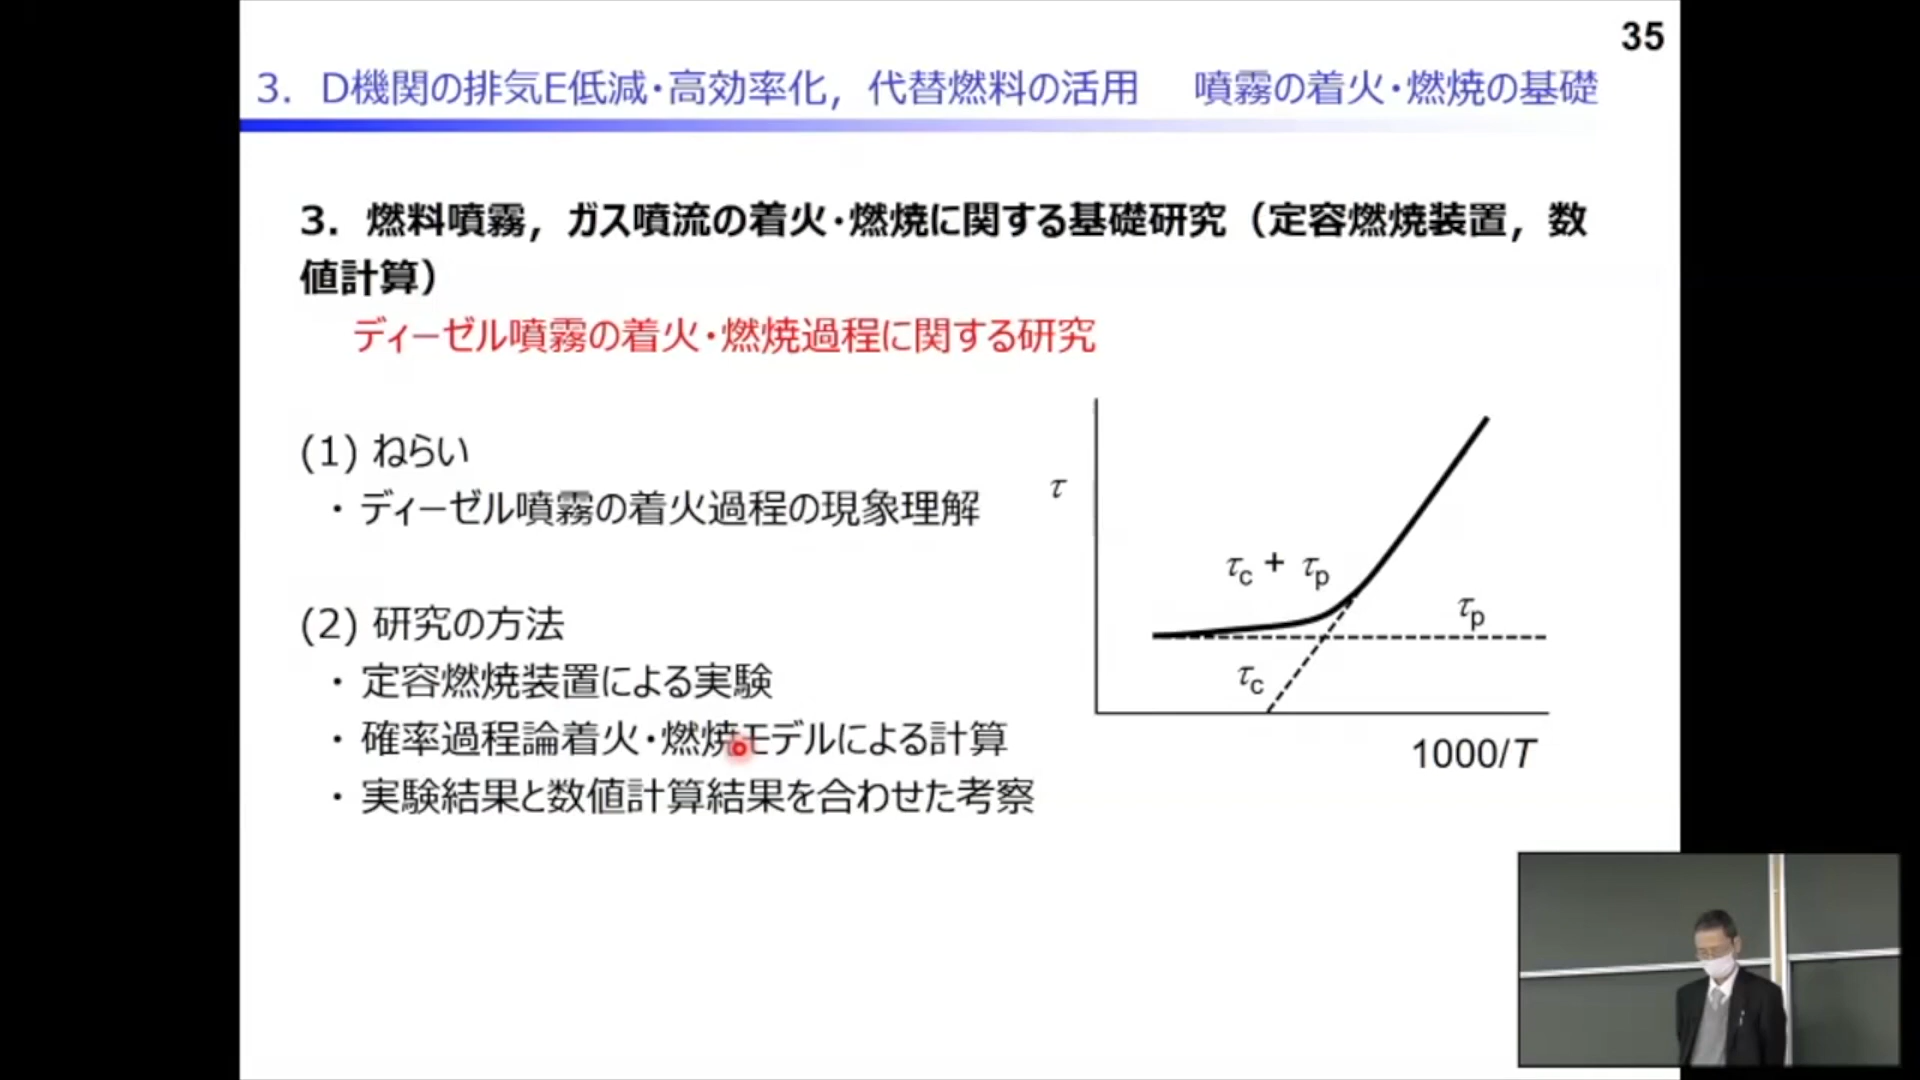 35
3．D機関の排気E低減・高効率化，代替燃料の活用　噴霧の着火・燃焼の基礎
3．燃料噴霧，ガス噴流の着火・燃焼に関する基礎研究（定容燃焼装置，数
値計算）
ディーゼル噴霧の着火・燃焼過程に関する研究
(1) ねらい
・ディーゼル噴霧の着火過程の現象理解
(2) 研究の方法
・定容燃焼装置による実験
・確率過程論着火・燃焼モデルによる計算
・実験結果と数値計算結果を合わせた考察
τ
τc + τp
τp
τc
1000/T